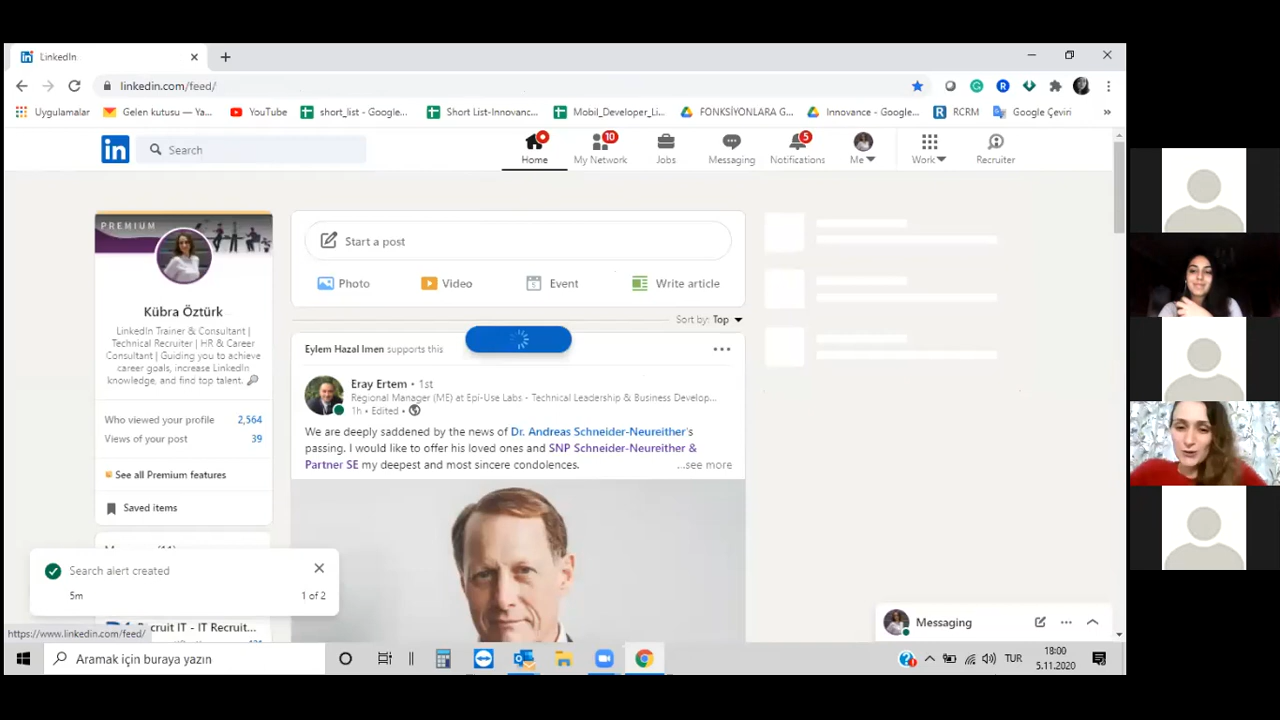 LinkedIn
linkedin.com/feed/
Uygulamalar
Gelen kutusu — Ya...
YouTube
short_list - Google...
Short List-Innovanc...
Mobil_Developer_Li...
FONKSİYONLARA G...
Innovance - Google...
RCRM
Google Çeviri
»
in
Search
Home
10
My Network
Jobs
Messaging
5
Notifications
Me
Work
Recruiter
PREMIUM
Kübra Öztürk
LinkedIn Trainer & Consultant |
Technical Recruiter | HR & Career
Consultant | Guiding you to achieve
career goals, increase LinkedIn
knowledge, and find top talent.
Who viewed your profile 2,564
Views of your post 39
See all Premium features
Saved items
Start a post
Photo
Video
Event
Write article
Sort by: Top
Eylem Hazal Imen supports this
Eray Ertem • 1st
Regional Manager (ME) at Epi-Use Labs - Technical Leadership & Business Develop...
1h • Edited •
We are deeply saddened by the news of Dr. Andreas Schneider-Neureither's
passing. I would like to offer his loved ones and SNP Schneider-Neureither &
Partner SE my deepest and most sincere condolences.
...see more
Search alert created
5m
1 of 2
ecruit IT - IT Recruit...
https://www.linkedin.com/feed/
Messaging
Aramak için buraya yazın
TUR
18:00
5.11.2020